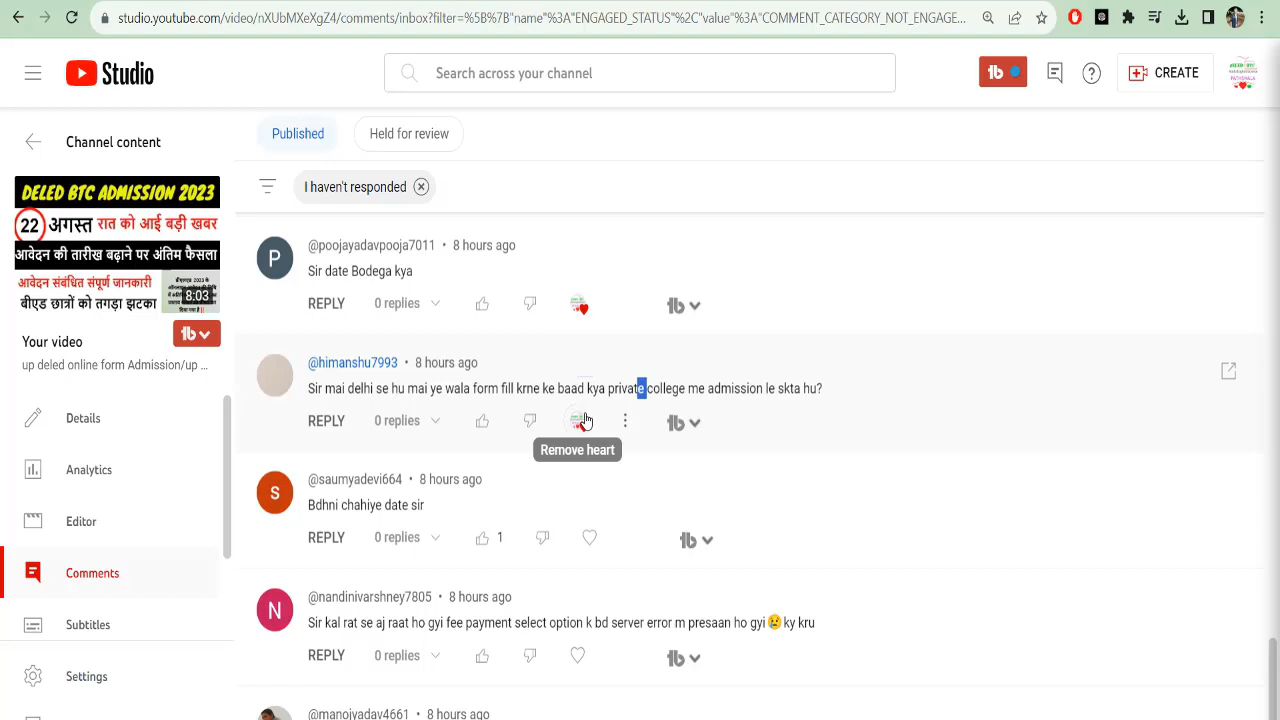 studio.youtube.com/video/XOmnvirSgZ4/comments/inbox?filter=%5B%7B"name"%3A"ENGAGED_STATUS"%2C"value"%3A"COMMENT_CATEGORY_NOT_ENGAGED...
Studio
Search across your channel
CREATE
Channel content
Published
Held for review
I haven't responded
DELED BTC ADMISSION 2023
22 अगस्त रात को आई बड़ी खबर
आवेदन की तारीख बढ़ाने पर अंतिम फैसला
आवेदन संबंधित संपूर्ण जानकारी
बीएड छात्रों को तगड़ा झटका
8:03
Your video
up deled online form Admission/up ...
Details
Analytics
Editor
Comments
Subtitles
Settings
P
@poojayadavpooja7011 • 8 hours ago
Sir date Bodega kya
REPLY 0 replies
@himanshu7993 • 8 hours ago
Sir mai delhi se hu mai ye wala form fill krne ke baad kya private college me admission le skta hu?
REPLY 0 replies
Remove heart
S
@saumyadevi664 • 8 hours ago
Bdhni chahiye date sir
REPLY 0 replies 1
N
@nandinivarshney7805 • 8 hours ago
Sir kal rat se aj raat ho gyi fee payment select option k bd server error m presaan ho gyi😢ky kru
REPLY 0 replies
@manojyadav4661 • 8 hours ago